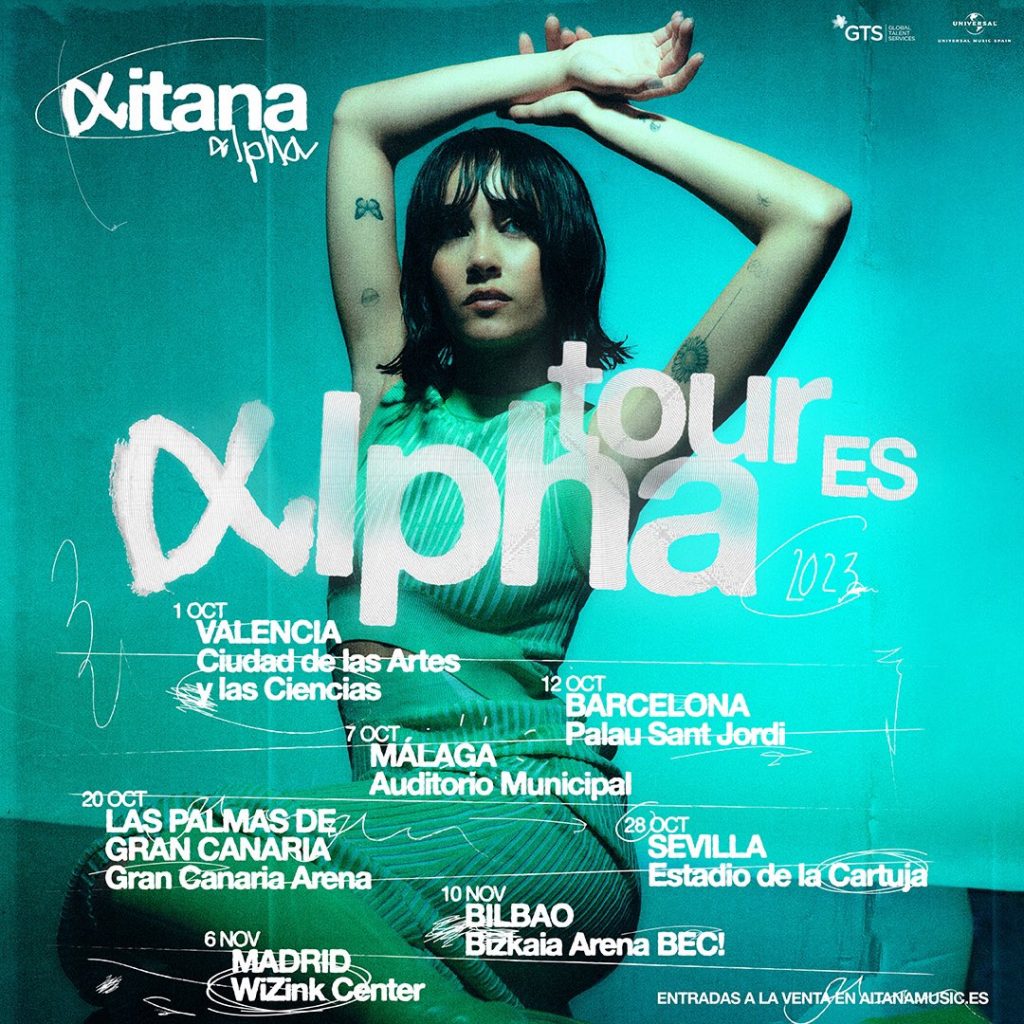 αitana
αlpha
GTS GLOBAL
TALENT
SERVICES
UNIVERSAL
UNIVERSAL MUSIC SPAIN
tour
αlpha ES
2023
1 OCT
VALENCIA
Ciudad de las Artes
y las Ciencias
12 OCT
BARCELONA
Palau Sant Jordi
7 OCT
MÁLAGA
Auditorio Municipal
20 OCT
LAS PALMAS DE
GRAN CANARIA
Gran Canaria Arena
28 OCT
SEVILLA
Estadio de la Cartuja
10 NOV
BILBAO
Bizkaia Arena BEC!
6 NOV
MADRID
WiZink Center
ENTRADAS A LA VENTA EN AITANAMUSIC.ES